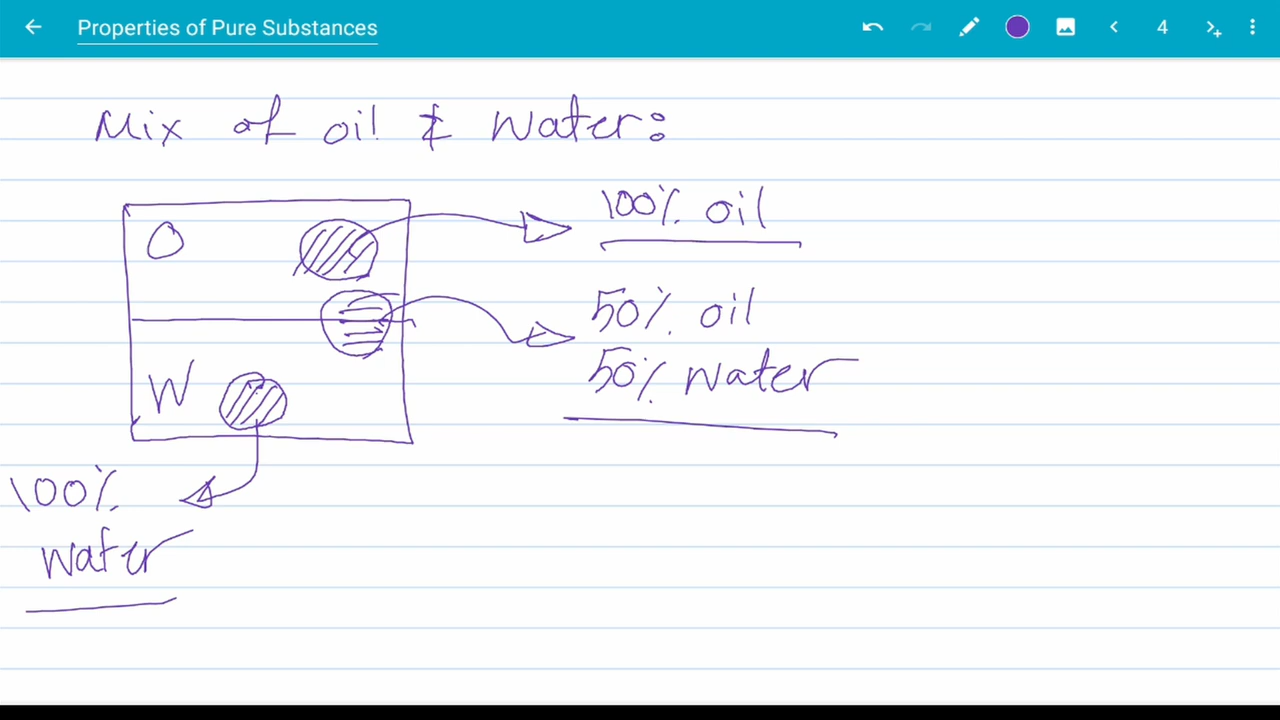 Properties of Pure Substances
4
Mix of oil & Water:
O
100% oil
50% oil
50% Water
W
100%
Water